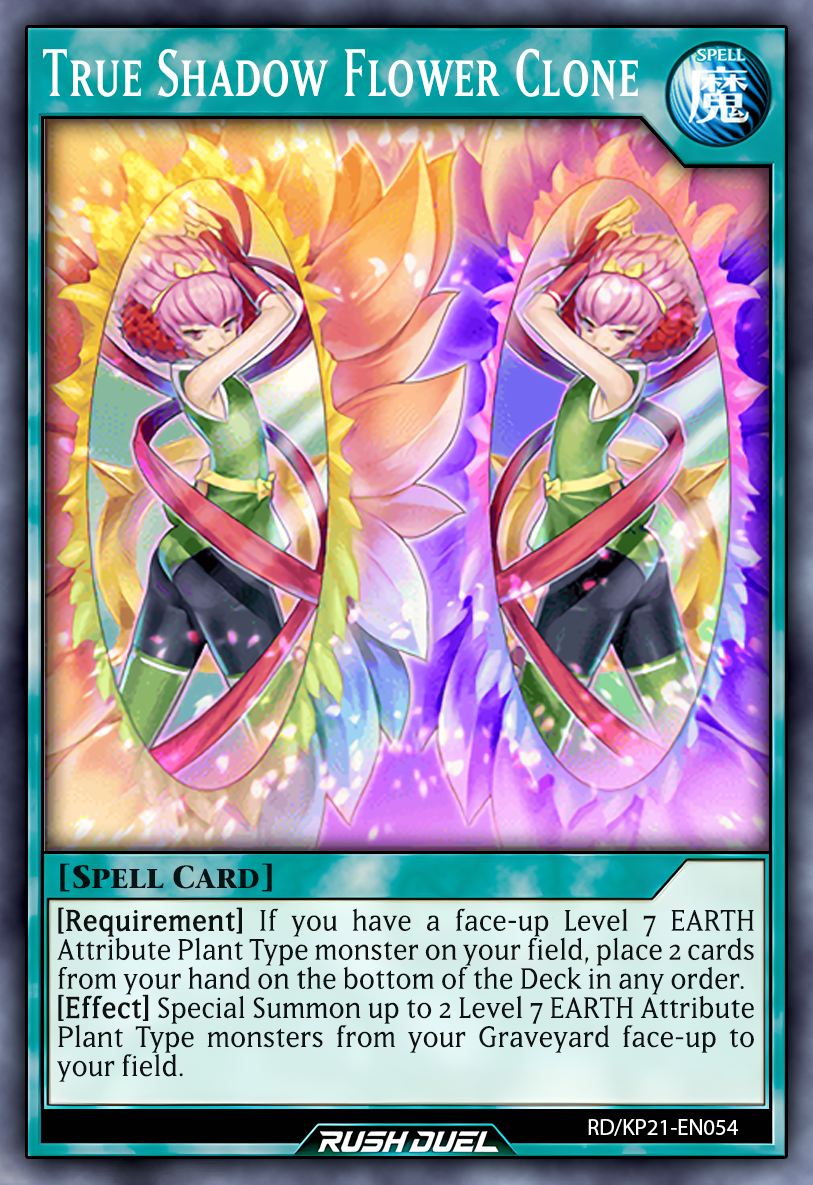 True Shadow Flower Clone
SPELL
魔
[Spell Card]
[Requirement] If you have a face-up Level 7 EARTH
Attribute Plant Type monster on your field, place 2 cards
from your hand on the bottom of the Deck in any order.
[Effect] Special Summon up to 2 Level 7 EARTH Attribute
Plant Type monsters from your Graveyard face-up to
your field.
RD/KP21-EN054
RUSH DUEL